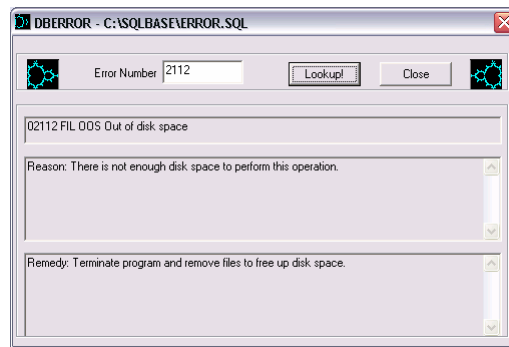 DBERROR - C:\SQLBASE\ERROR.SQL
Error Number 2112 Lookup! Close
02112 FIL OOS Out of disk space
Reason: There is not enough disk space to perform this operation.
Remedy: Terminate program and remove files to free up disk space.